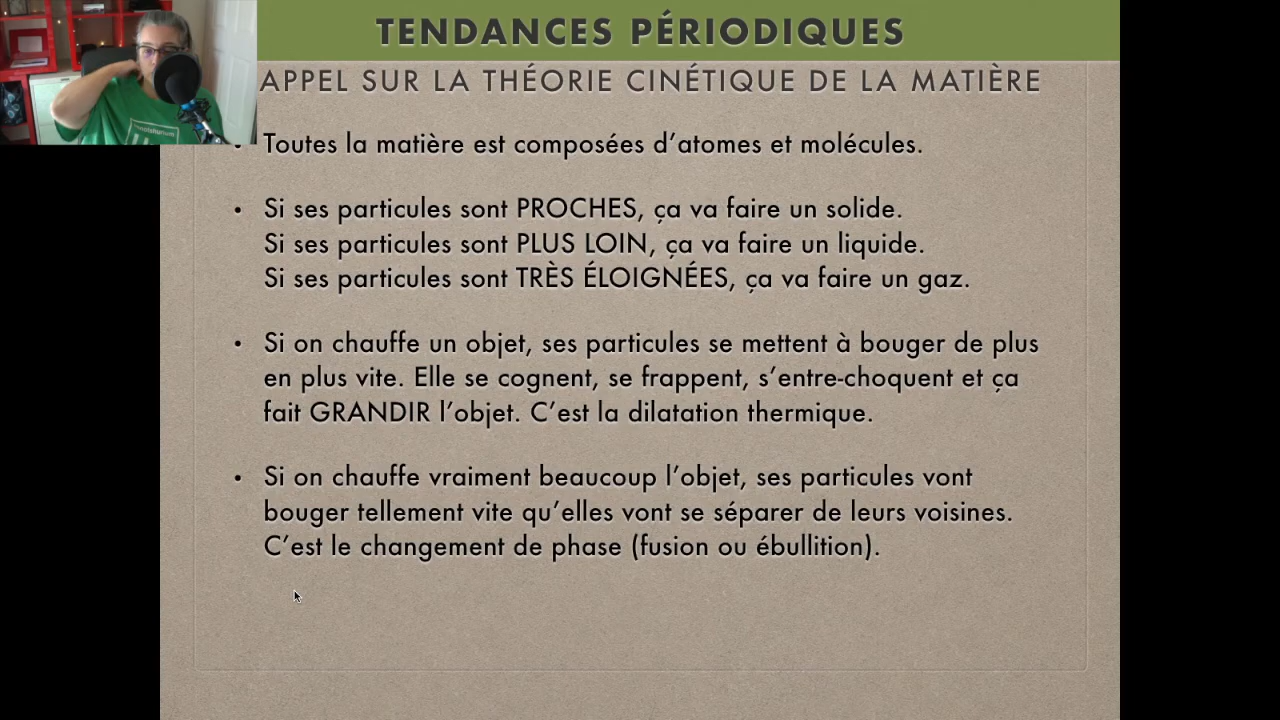 TENDANCES PÉRIODIQUES
APPEL SUR LA THÉORIE CINÉTIQUE DE LA MATIÈRE
• Toutes la matière est composées d’atomes et molécules.
• Si ses particules sont PROCHES, ça va faire un solide.
Si ses particules sont PLUS LOIN, ça va faire un liquide.
Si ses particules sont TRÈS ÉLOIGNÉES, ça va faire un gaz.
• Si on chauffe un objet, ses particules se mettent à bouger de plus
en plus vite. Elle se cognent, se frappent, s’entre-choquent et ça
fait GRANDIR l’objet. C’est la dilatation thermique.
• Si on chauffe vraiment beaucoup l’objet, ses particules vont
bouger tellement vite qu’elles vont se séparer de leurs voisines.
C’est le changement de phase (fusion ou ébullition).